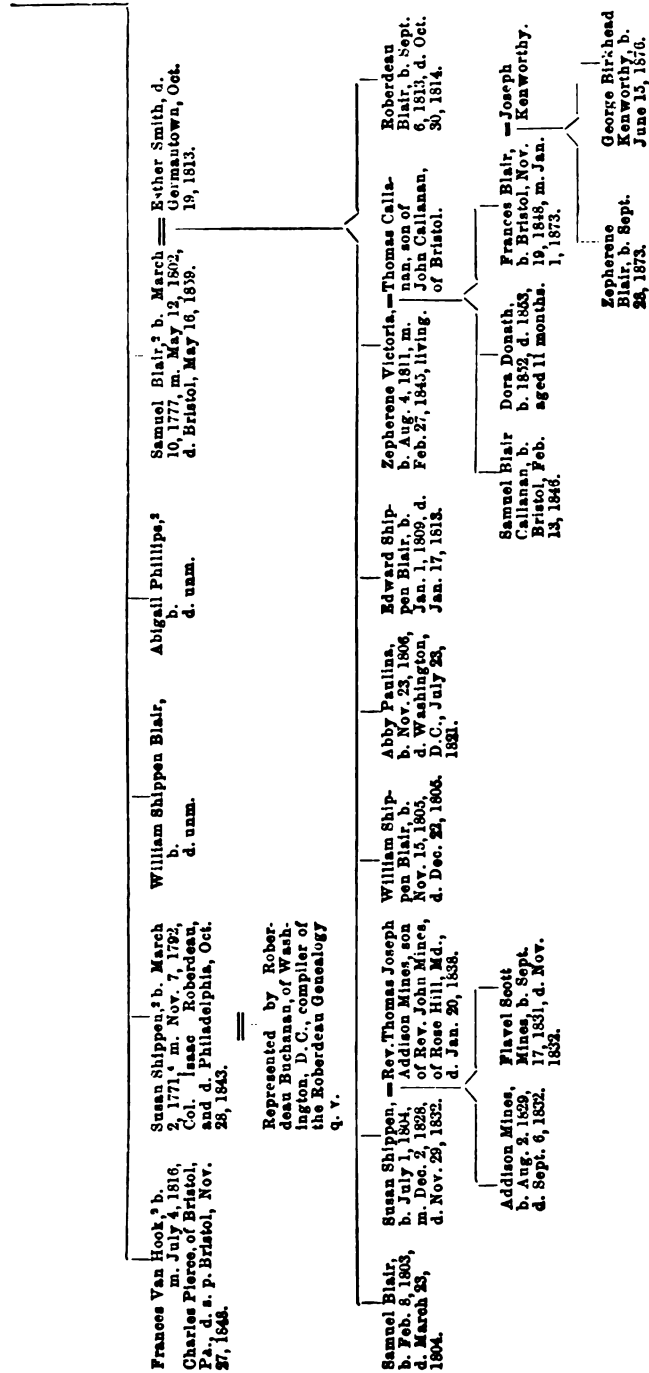 Frances Van Hook,³ b.
m. July 4, 1816,
Charles Pierce, of Bristol,
Pa., d. s. p. Bristol, Nov.
27, 1848.
Susan Shippen,² b. March
2, 1771,⁴ m. Nov. 7, 1792,
Col. Isaac Roberdeau,
and d. Philadelphia, Oct.
28, 1843.
Represented by Rober-
deau Buchanan, of Wash-
ington, D.C., compiler of
the Roberdeau Genealogy
q. v.
William Shippen Blair,
b.
d. unm.
Abigail Phillips,²
b.
d. unm.
Samuel Blair,² b. March
10, 1777, m. May 12, 1802,
d. Bristol, May 16, 1859.
Esther Smith, d.
Germantown, Oct.
19, 1813.
Samuel Blair,
b. Feb. 8, 1803,
d. March 23,
1804.
Susan Shippen,
b. July 1, 1804,
m. Dec. 2, 1828,
d. Nov. 29, 1832.
Rev. Thomas Joseph
Addison Mines, son
of Rev. John Mines,
of Rose Hill, Md.,
d. Jan. 20, 1838.
William Ship-
pen Blair, b.
Nov. 15, 1805,
d. Dec. 22, 1805.
Abby Paulina,
b. Nov. 23, 1806,
d. Washington,
D.C., July 23,
1821.
Edward Ship-
pen Blair, b.
Jan. 1, 1809, d.
Jan. 17, 1813.
Zepherene Victoria,
b. Aug. 4, 1811, m.
Feb. 27, 1845, living.
Thomas Calla-
nan, son of
John Callanan,
of Bristol.
Roberdeau
Blair, b. Sept.
6, 1813, d. Oct.
30, 1814.
Addison Mines,
b. Aug. 2. 1829,
d. Sept. 6, 1832.
Flavel Scott
Mines, b. Sept.
17, 1831, d. Nov.
1832.
Samuel Blair
Callanan, b.
Bristol, Feb.
13, 1846.
Dora Donath,
b. 1852, d. 1853,
aged 11 months.
Frances Blair,
b. Bristol, Nov.
19, 1848, m. Jan.
1, 1873.
Joseph
Kenworthy.
Zepherene
Blair, b. Sept.
28, 1873.
George Birkhead
Kenworthy, b.
June 15, 1876.